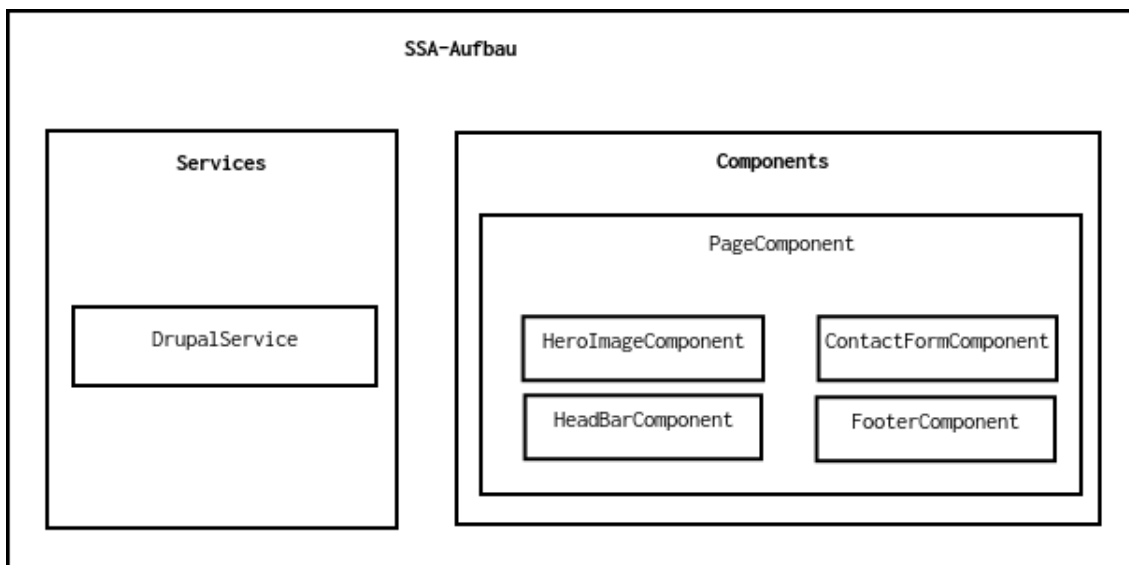 SSA-Aufbau
Services
DrupalService
Components
PageComponent
HeroImageComponent
ContactFormComponent
HeadBarComponent
FooterComponent